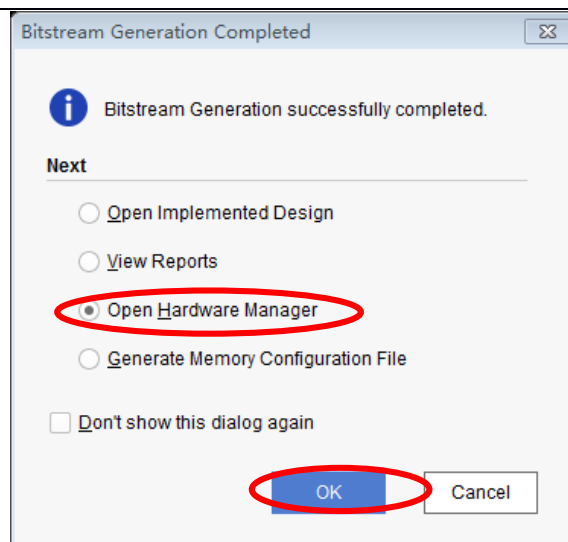 Bitstream Generation Completed
Bitstream Generation successfully completed.
Next
Open Implemented Design
View Reports
Open Hardware Manager
Generate Memory Configuration File
Don't show this dialog again
OK
Cancel